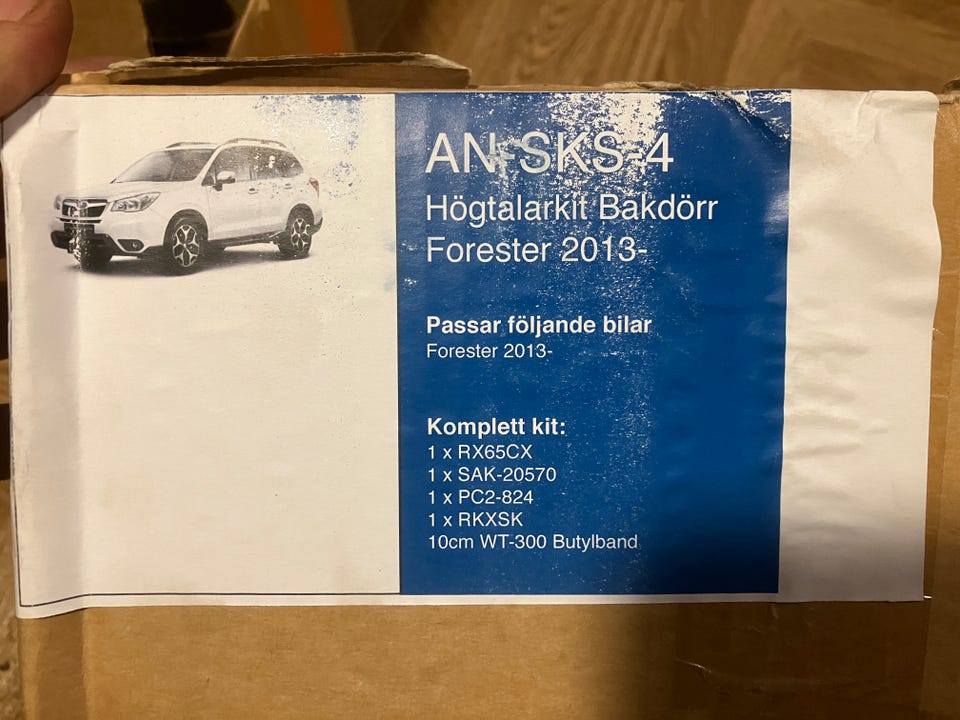 AN-SKS-4
Högtalarkit Bakdörr
Forester 2013-
Passar följande bilar
Forester 2013-
Komplett kit:
1 x RX65CX
1 x SAK-20570
1 x PC2-824
1 x RKXSK
10cm WT-300 Butylband